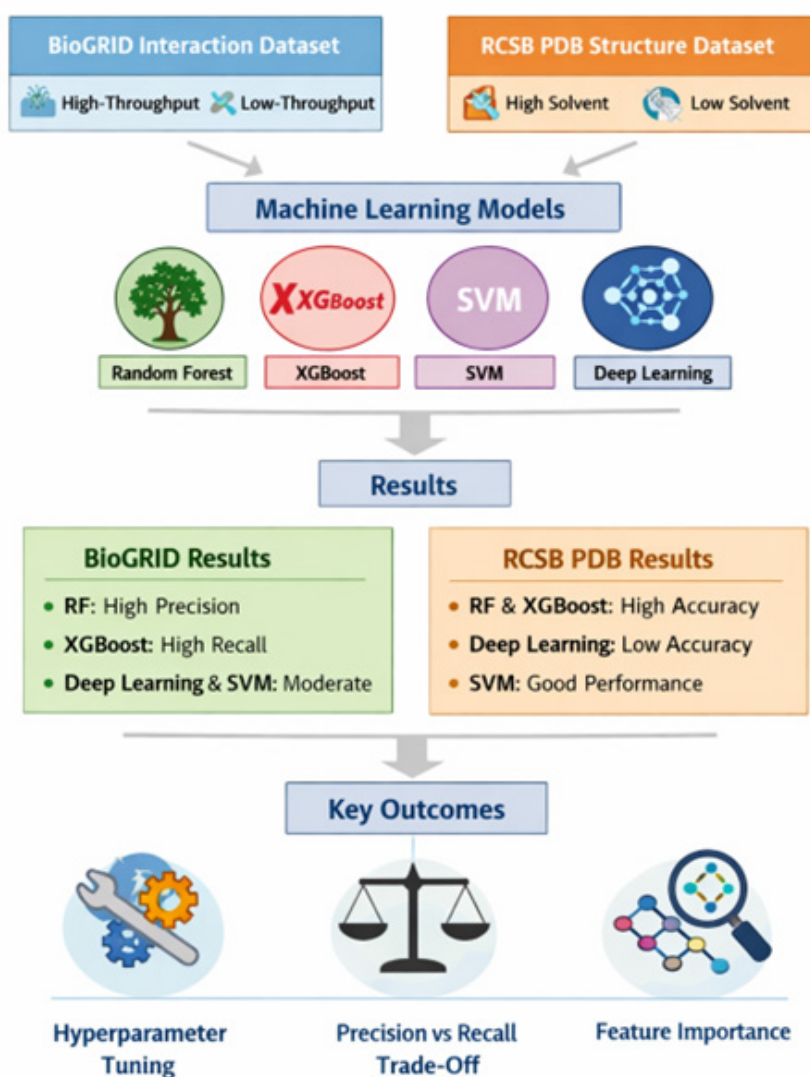 BioGRID Interaction Dataset
High-Throughput Low-Throughput
RCSB PDB Structure Dataset
High Solvent Low Solvent
Machine Learning Models
XXGBoost
SVM
Random Forest
XGBoost
SVM
Deep Learning
Results
BioGRID Results
• RF: High Precision
• XGBoost: High Recall
• Deep Learning & SVM: Moderate
RCSB PDB Results
• RF & XGBoost: High Accuracy
• Deep Learning: Low Accuracy
• SVM: Good Performance
Key Outcomes
Hyperparameter
Tuning
Precision vs Recall
Trade-Off
Feature Importance